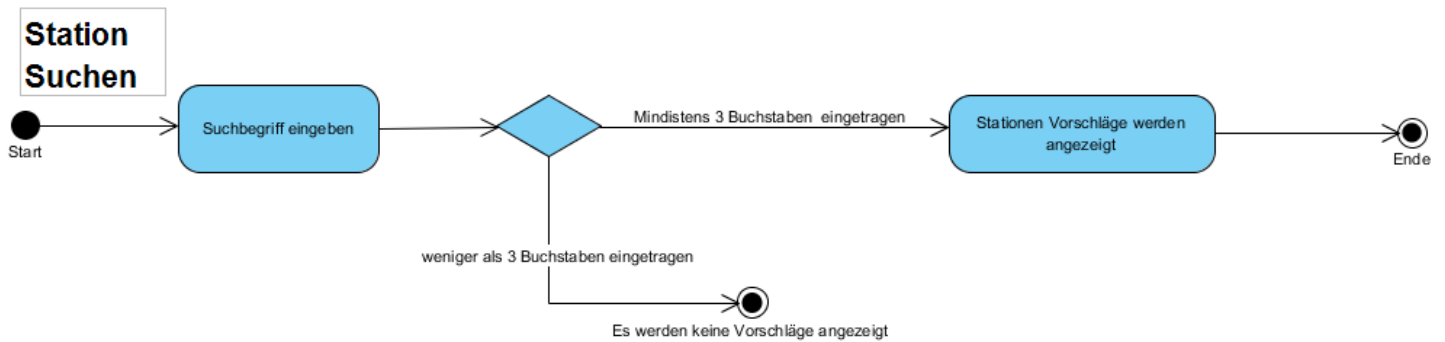 Station
Suchen
Start
Suchbegriff eingeben
Mindestens 3 Buchstaben eingetragen
Stationen Vorschläge werden
angezeigt
Ende
weniger als 3 Buchstaben eingetragen
Es werden keine Vorschläge angezeigt